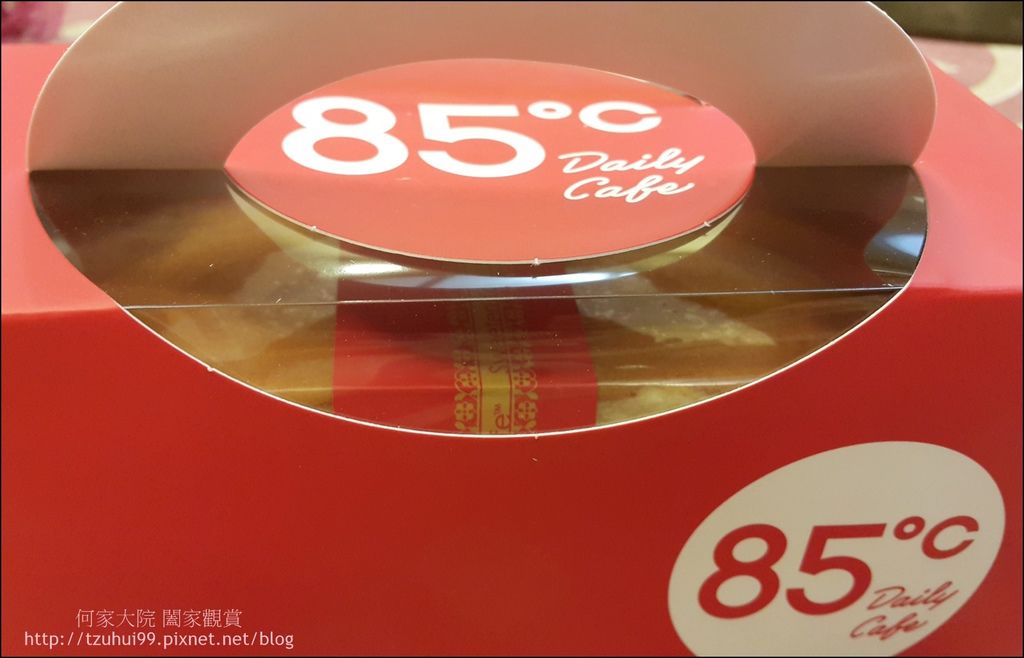 85°C
Daily
Cafe
fe™
85°C
Daily
Cafe
何家大院 闔家觀賞
http://tzuhui99.pixnet.net/blog